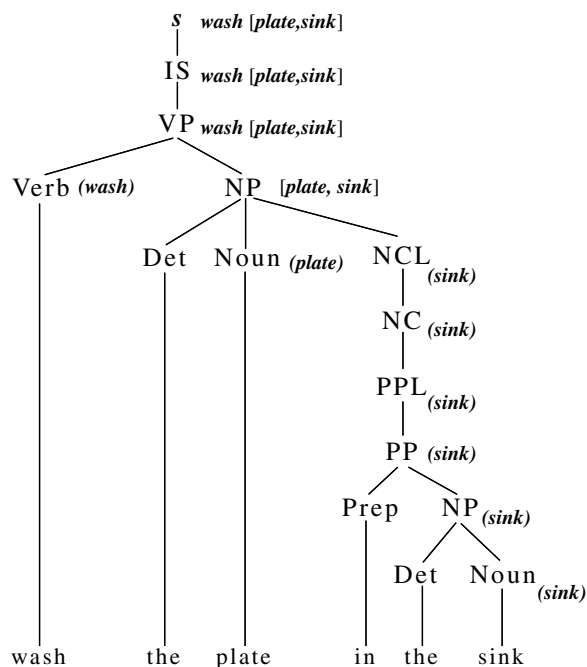 s wash [plate,sink]
IS wash [plate,sink]
VP wash [plate,sink]
Verb (wash) NP [plate, sink]
Det Noun (plate) NCL (sink)
NC (sink)
PPL (sink)
PP (sink)
Prep NP (sink)
Det Noun (sink)
wash the plate in the sink